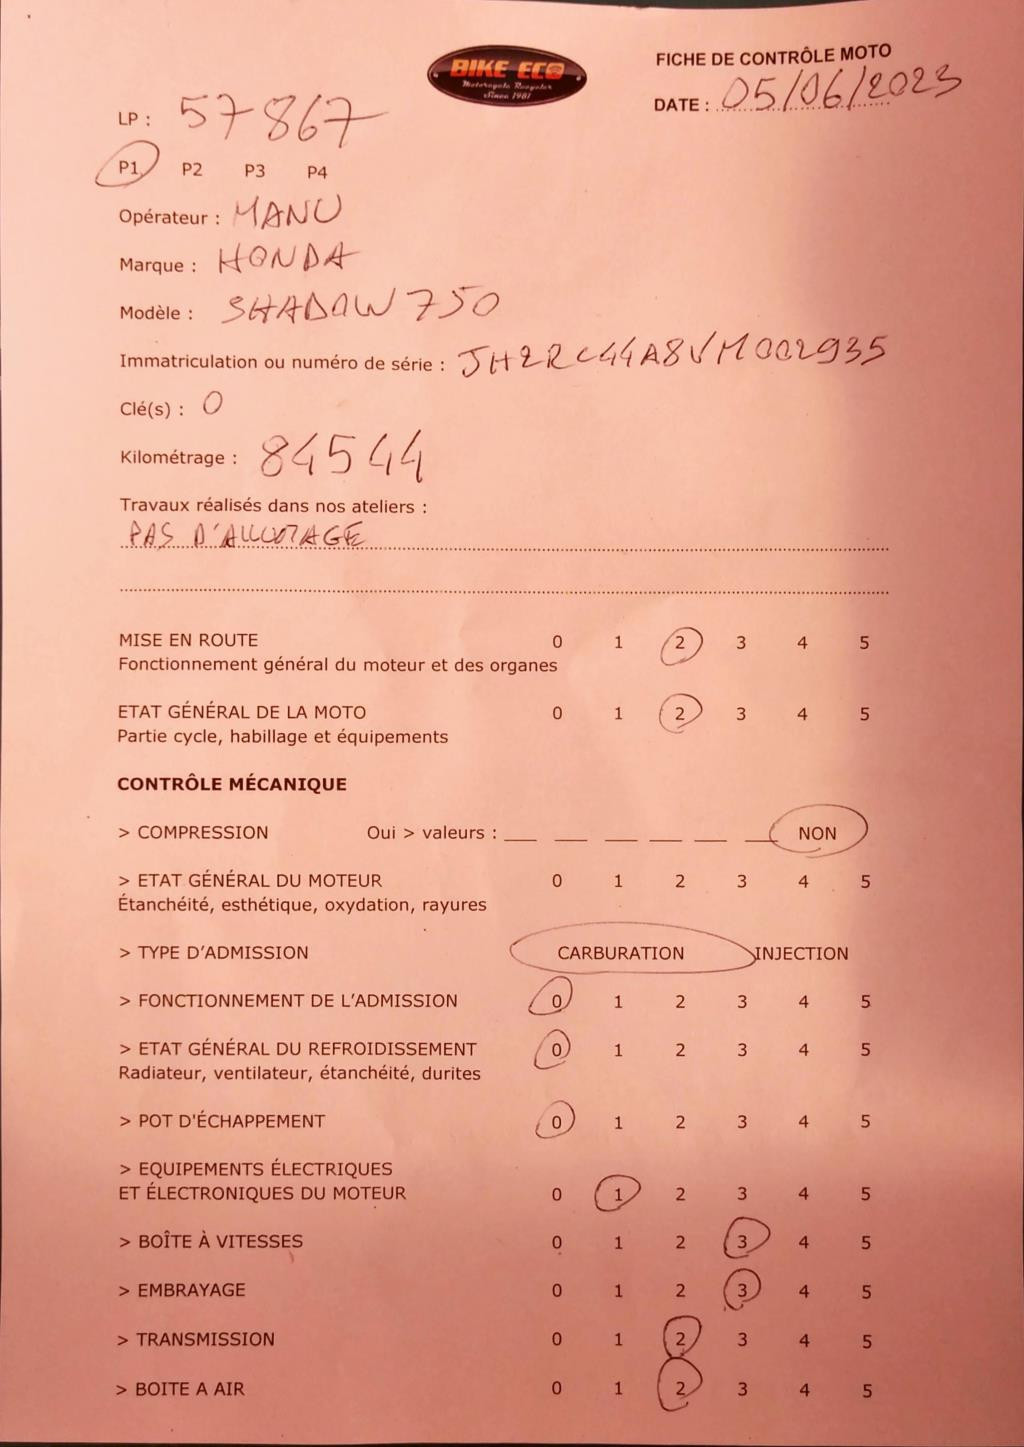 BIKE ECO
Motorcycle Recycler
Since 1981
FICHE DE CONTRÔLE MOTO
DATE : 05/06/2023
LP : 57867
P1 P2 P3 P4
Opérateur : MANU
Marque : HONDA
Modèle : SHADOW 750
Immatriculation ou numéro de série : JH2RC44A8VM002935
Clé(s) : 0
Kilométrage : 84544
Travaux réalisés dans nos ateliers :
PAS D'ALLUMAGE
MISE EN ROUTE 0 1 2 3 4 5
Fonctionnement général du moteur et des organes
ETAT GÉNÉRAL DE LA MOTO 0 1 2 3 4 5
Partie cycle, habillage et équipements
CONTRÔLE MÉCANIQUE
> COMPRESSION Oui > valeurs : __ __ __ __ __ __ NON
> ETAT GÉNÉRAL DU MOTEUR 0 1 2 3 4 5
Étanchéité, esthétique, oxydation, rayures
> TYPE D'ADMISSION CARBURATION INJECTION
> FONCTIONNEMENT DE L'ADMISSION 0 1 2 3 4 5
> ETAT GÉNÉRAL DU REFROIDISSEMENT 0 1 2 3 4 5
Radiateur, ventilateur, étanchéité, durites
> POT D'ÉCHAPPEMENT 0 1 2 3 4 5
> EQUIPEMENTS ÉLECTRIQUES
ET ÉLECTRONIQUES DU MOTEUR 0 1 2 3 4 5
> BOÎTE À VITESSES 0 1 2 3 4 5
> EMBRAYAGE 0 1 2 3 4 5
> TRANSMISSION 0 1 2 3 4 5
> BOITE A AIR 0 1 2 3 4 5